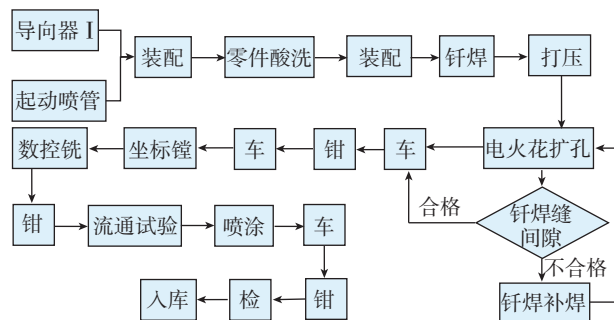 导向器 I
起动喷管
装配
零件酸洗
装配
钎焊
打压
电火花扩孔
车
钳
车
坐标镗
数控铣
合格
钎焊缝
间隙
不合格
钎焊补焊
钳
流通试验
喷涂
车
钳
检
入库